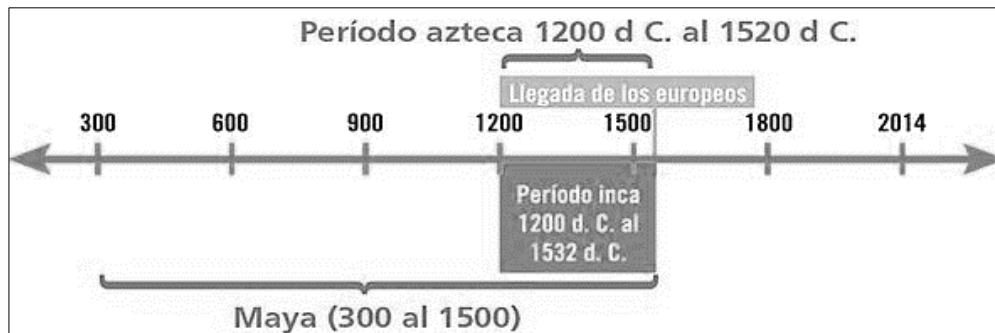 Período azteca 1200 d C. al 1520 d C.
Llegada de los europeos
300 600 900 1200 1500 1800 2014
Período inca
1200 d. C. al
1532 d. C.
Maya (300 al 1500)